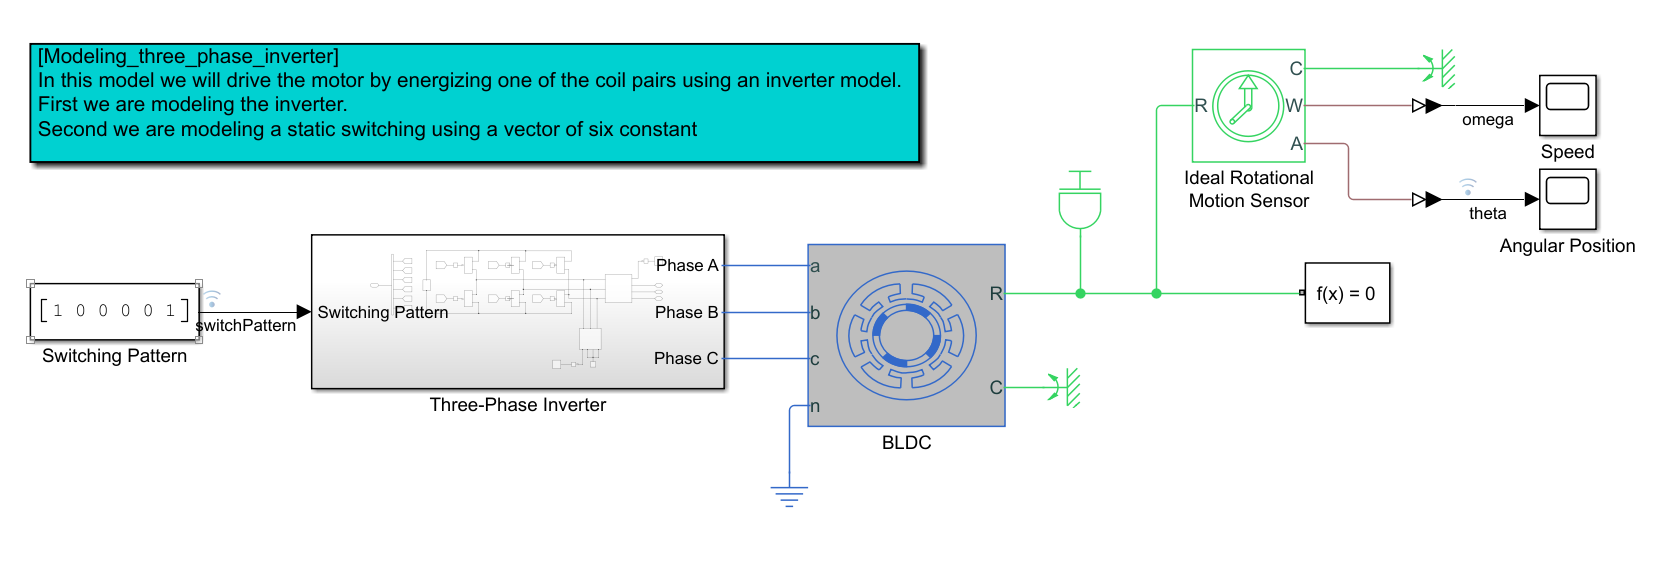 [Modeling_three_phase_inverter]
In this model we will drive the motor by energizing one of the coil pairs using an inverter model.
First we are modeling the inverter.
Second we are modeling a static switching using a vector of six constant
C
R
W
A
omega
Speed
Ideal Rotational
Motion Sensor
theta
Angular Position
[1 0 0 0 0 1]
switchPattern
Switching Pattern
Switching Pattern
Phase A
Phase B
Phase C
Three-Phase Inverter
a
b
c
n
R
C
BLDC
f(x) = 0